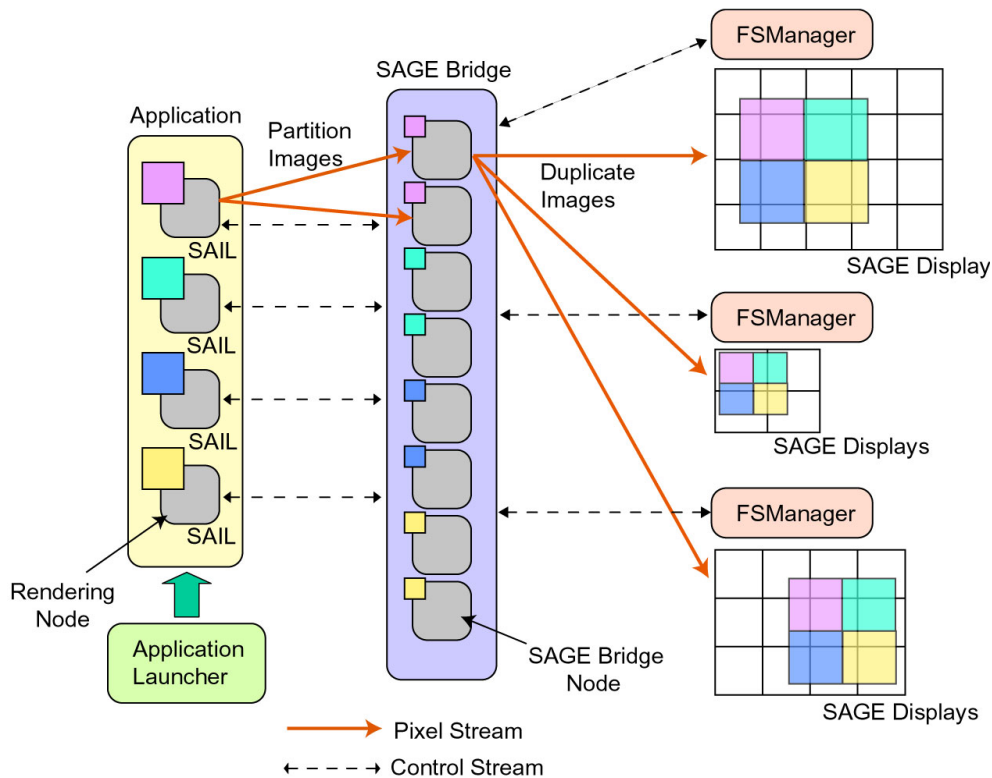 FSManager
SAGE Bridge
Application
Partition
Images
Duplicate
Images
SAGE Display
SAIL
SAIL
FSManager
SAIL
SAGE Displays
SAIL
FSManager
Rendering
Node
Application
Launcher
SAGE Bridge
Node
SAGE Displays
Pixel Stream
Control Stream